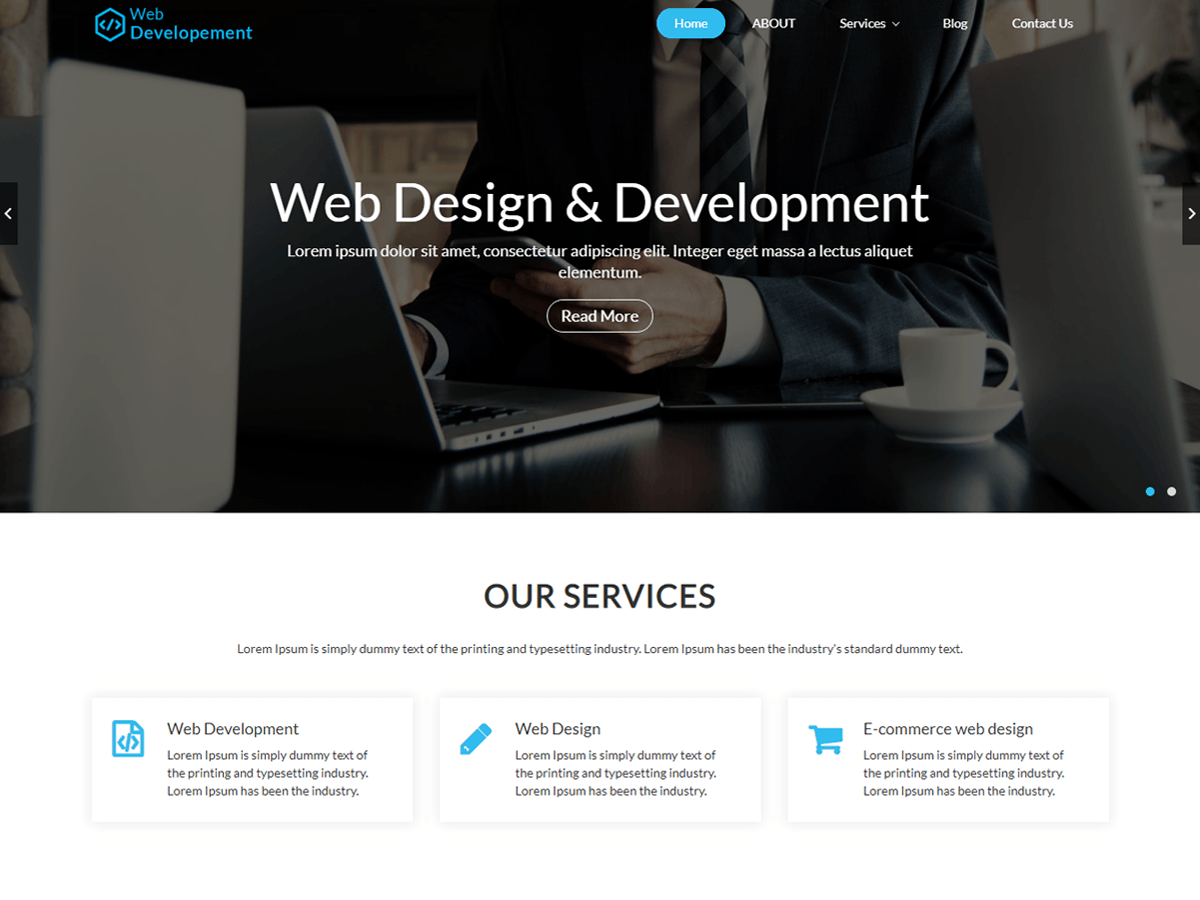 Web
Developement
Home
ABOUT
Services
Blog
Contact Us
Web Design & Development
Lorem ipsum dolor sit amet, consectetur adipiscing elit. Integer eget massa a lectus aliquet
elementum.
Read More
OUR SERVICES
Lorem Ipsum is simply dummy text of the printing and typesetting industry. Lorem Ipsum has been the industry's standard dummy text.
Web Development
Lorem Ipsum is simply dummy text of
the printing and typesetting industry.
Lorem Ipsum has been the industry.
Web Design
Lorem Ipsum is simply dummy text of
the printing and typesetting industry.
Lorem Ipsum has been the industry.
E-commerce web design
Lorem Ipsum is simply dummy text of
the printing and typesetting industry.
Lorem Ipsum has been the industry.